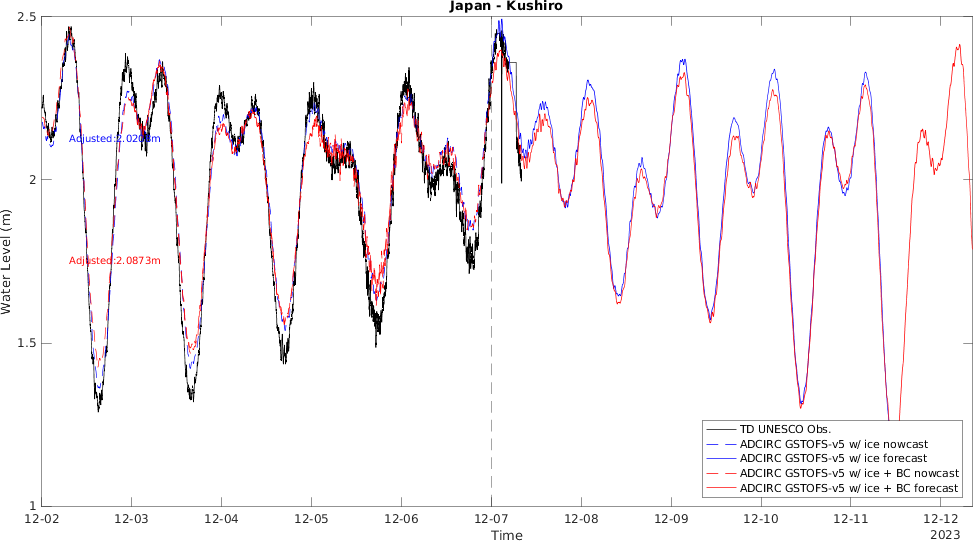 Japan - Kushiro
2.5
2
1.5
1
Water Level (m)
Adjusted:2.0873m
12-02
12-03
12-04
12-05
12-06
12-07
12-08
12-09
12-10
12-11
12-12
Time
2023
TD UNESCO Obs.
ADCIRC GSTOFS-v5 w/ ice nowcast
ADCIRC GSTOFS-v5 w/ ice forecast
ADCIRC GSTOFS-v5 w/ ice + BC nowcast
ADCIRC GSTOFS-v5 w/ ice + BC forecast